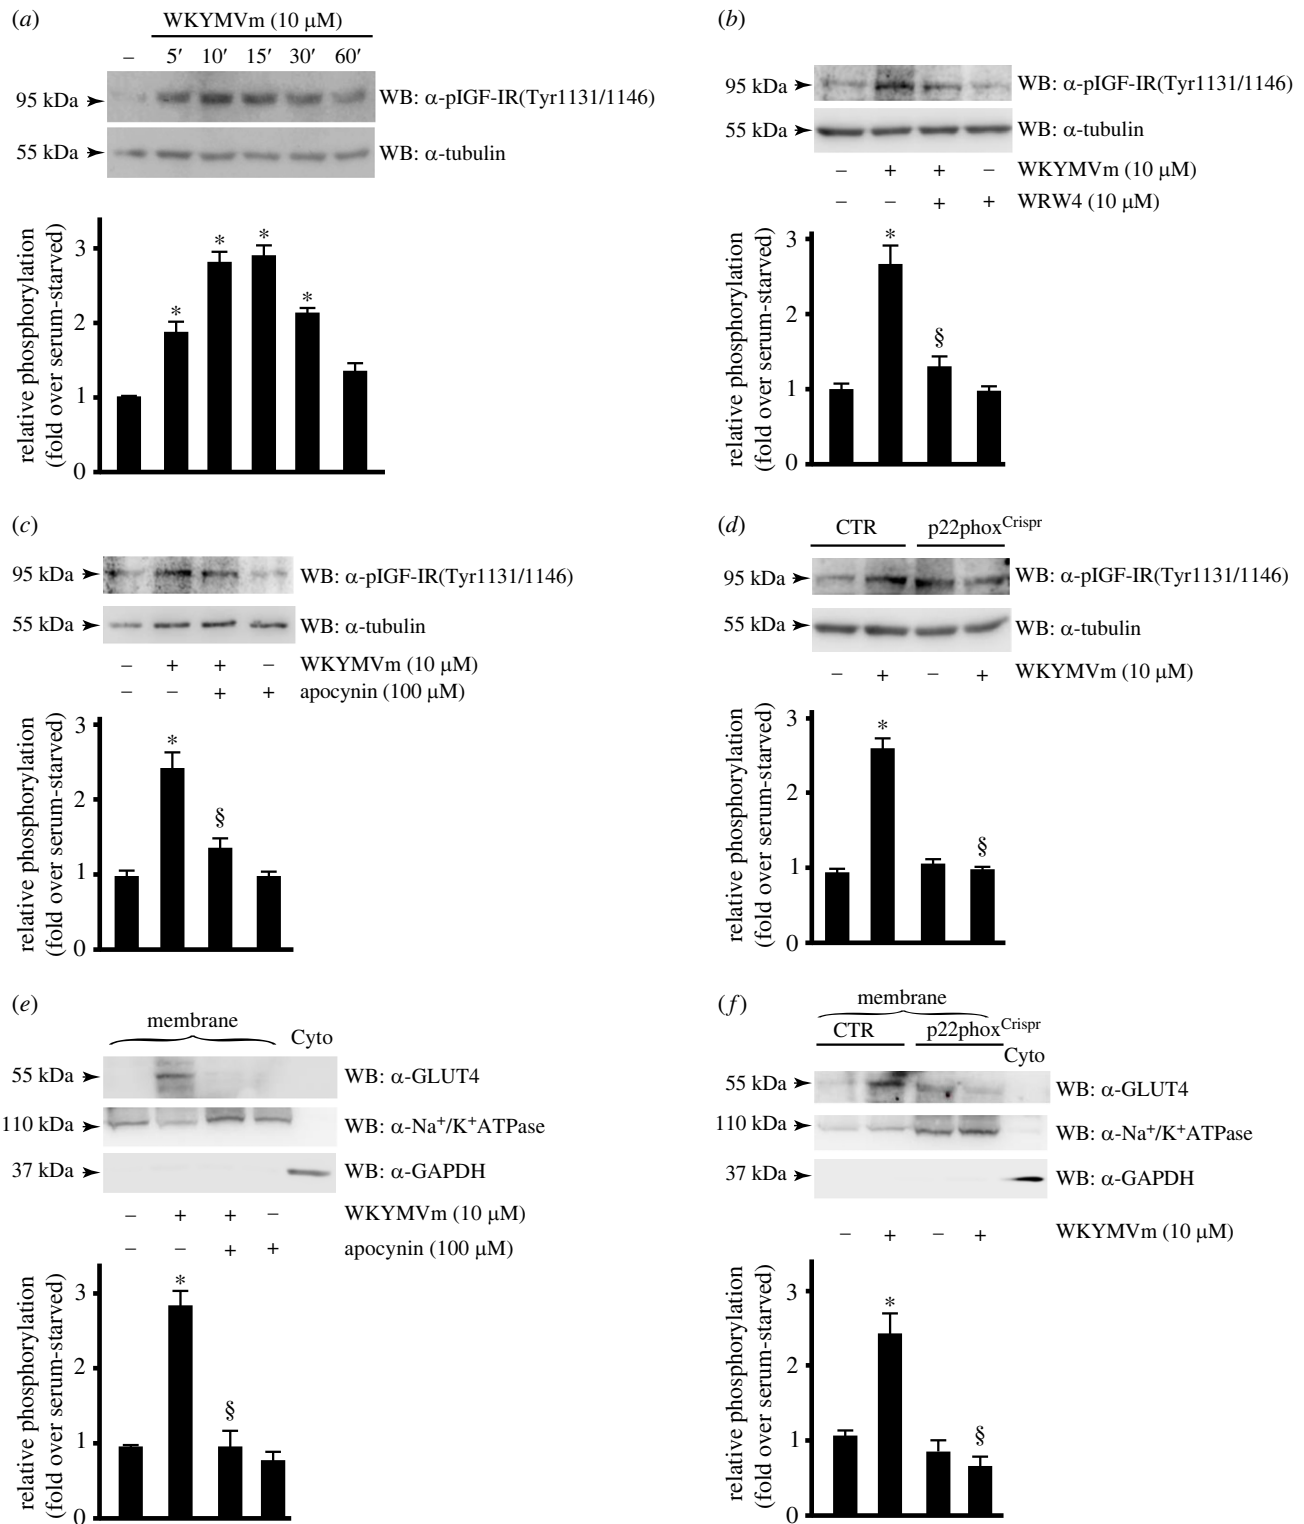 (a)
WKYMVm (10 μM)
– 5′ 10′ 15′ 30′ 60′
95 kDa WB: α-pIGF-IR(Tyr1131/1146)
55 kDa WB: α-tubulin
relative phosphorylation
(fold over serum-starved)
3
2
1
0
* * * *
(b)
95 kDa WB: α-pIGF-IR(Tyr1131/1146)
55 kDa WB: α-tubulin
– + + – WKYMVm (10 μM)
– – + + WRW4 (10 μM)
relative phosphorylation
(fold over serum-starved)
3
2
1
0
* §
(c)
95 kDa WB: α-pIGF-IR(Tyr1131/1146)
55 kDa WB: α-tubulin
– + + – WKYMVm (10 μM)
– – + + apocynin (100 μM)
relative phosphorylation
(fold over serum-starved)
3
2
1
0
* §
(d)
CTR p22phoxCrispr
95 kDa WB: α-pIGF-IR(Tyr1131/1146)
55 kDa WB: α-tubulin
– + – + WKYMVm (10 μM)
relative phosphorylation
(fold over serum-starved)
3
2
1
0
* §
(e)
membrane
Cyto
55 kDa WB: α-GLUT4
110 kDa WB: α-Na+/K+ATPase
37 kDa WB: α-GAPDH
– + + – WKYMVm (10 μM)
– – + + apocynin (100 μM)
relative phosphorylation
(fold over serum-starved)
3
2
1
0
* §
(f)
membrane
CTR p22phoxCrispr
Cyto
55 kDa WB: α-GLUT4
110 kDa WB: α-Na+/K+ATPase
37 kDa WB: α-GAPDH
– + – + WKYMVm (10 μM)
relative phosphorylation
(fold over serum-starved)
3
2
1
0
* §